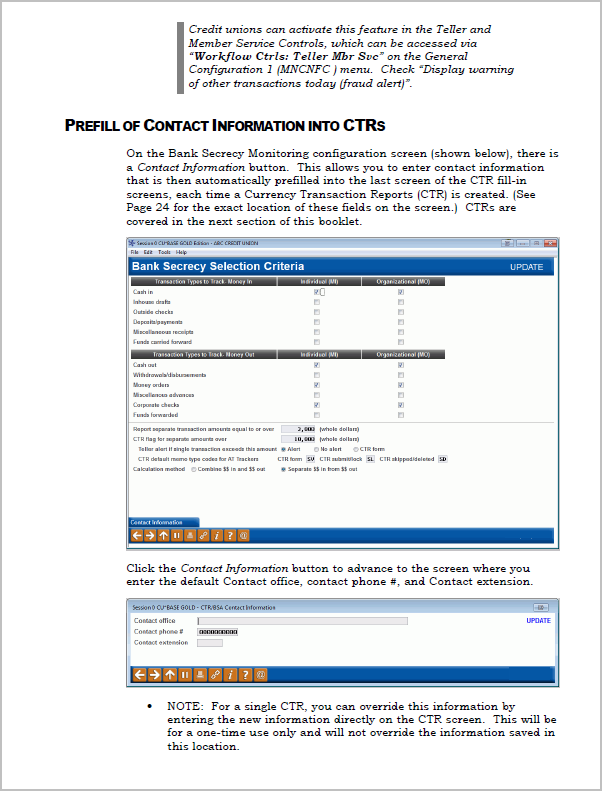 Credit unions can activate this feature in the Teller and
Member Service Controls, which can be accessed via
“Workflow Ctrls: Teller Mbr Svc” on the General
Configuration 1 (MNCNFC ) menu.  Check “Display warning
of other transactions today (fraud alert)”.
PREFILL OF CONTACT INFORMATION INTO CTRS
On the Bank Secrecy Monitoring configuration screen (shown below), there is
a Contact Information button.  This allows you to enter contact information
that is then automatically prefilled into the last screen of the CTR fill-in
screens, each time a Currency Transaction Reports (CTR) is created. (See
Page 24 for the exact location of these fields on the screen.)  CTRs are
covered in the next section of this booklet.
Session 0 CU*BASE GOLD Edition - ABC CREDIT UNION
File Edit Tools Help
Bank Secrecy Selection Criteria UPDATE
Transaction Types to Track- Money In Individual (MI) Organizational (MO)
Cash in
Inhouse drafts
Outside checks
Deposits/payments
Miscellaneous receipts
Funds carried forward
Transaction Types to Track- Money Out Individual (MI) Organizational (MO)
Cash out
Withdrawals/disbursements
Money orders
Miscellaneous advances
Corporate checks
Funds forwarded
Report separate transaction amounts equal to or over 2,000 (whole dollars)
CTR flag for separate amounts over 10,000 (whole dollars)
Teller alert if single transaction exceeds this amount Alert No alert CTR form
CTR default memo type codes for AT Trackers CTR form SV CTR submit/lock SL CTR skipped/deleted SD
Calculation method Combine $$ in and $$ out Separate $$ in from $$ out
Contact Information
Click the Contact Information button to advance to the screen where you
enter the default Contact office, contact phone #, and Contact extension.
Session 0 CU*BASE GOLD - CTR/BSA Contact Information
Contact office UPDATE
Contact phone # 0000000000
Contact extension
• NOTE:  For a single CTR, you can override this information by
entering the new information directly on the CTR screen.  This will be
for a one-time use only and will not override the information saved in
this location.